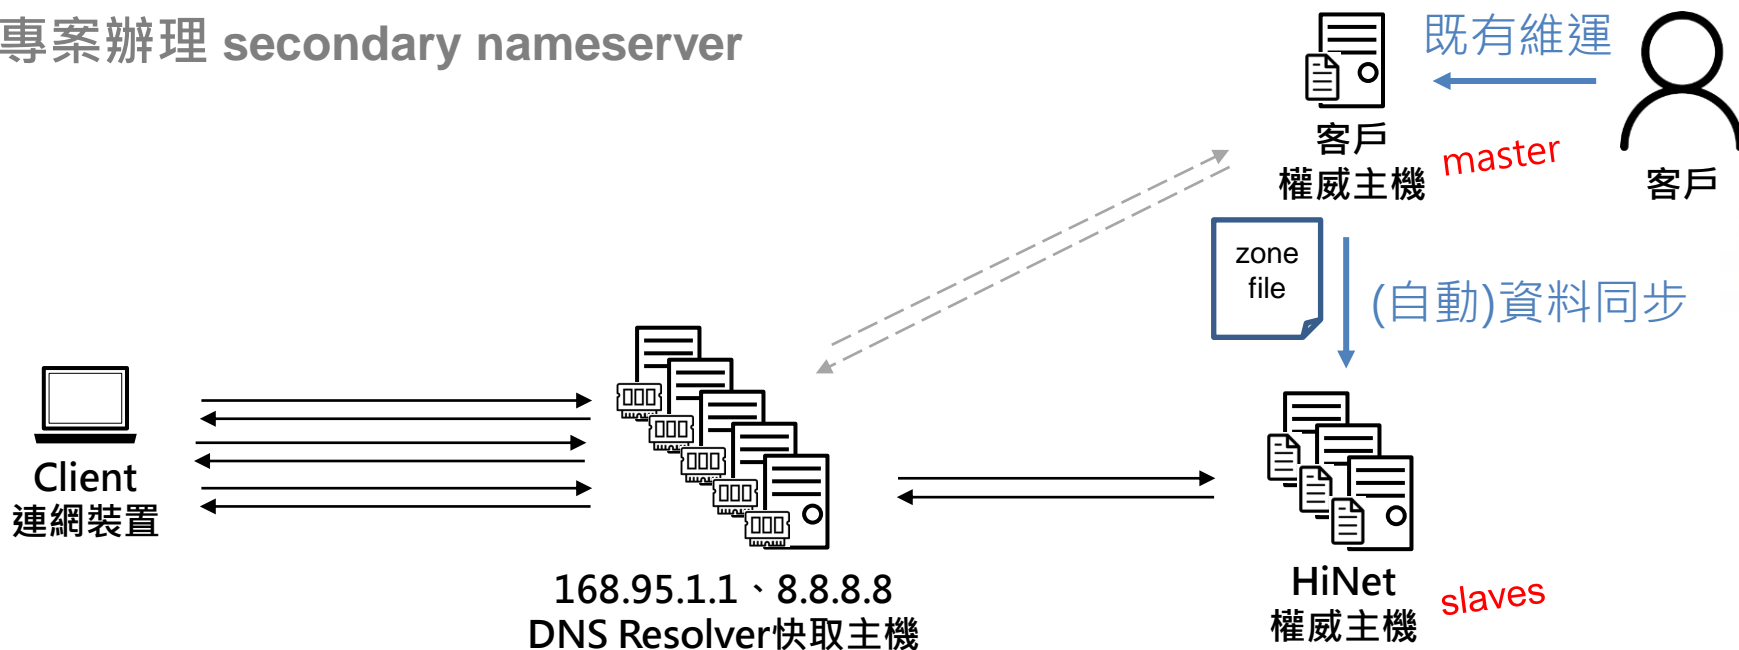 專案辦理 secondary nameserver
既有維運
客戶
權威主機
master
客戶
zone
file
(自動)資料同步
Client
連網裝置
168.95.1.1、8.8.8.8
DNS Resolver快取主機
HiNet
權威主機
slaves